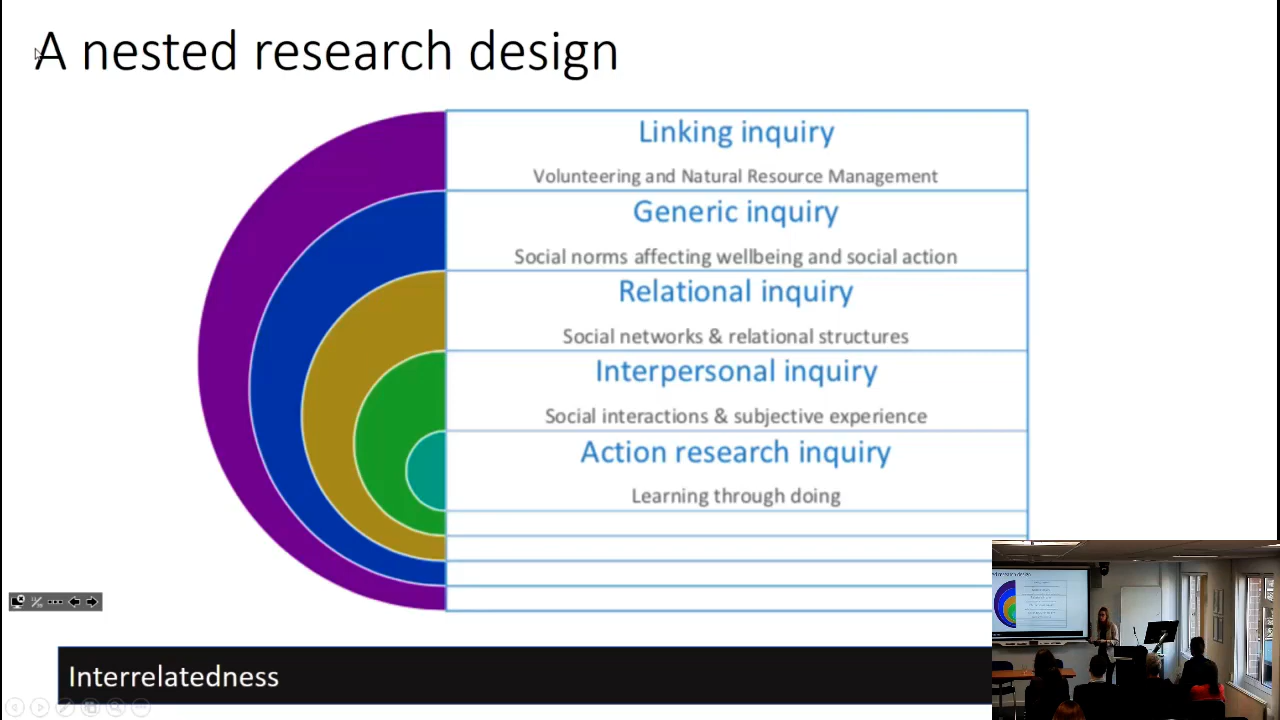 A nested research design
Linking inquiry
Volunteering and Natural Resource Management
Generic inquiry
Social norms affecting wellbeing and social action
Relational inquiry
Social networks & relational structures
Interpersonal inquiry
Social interactions & subjective experience
Action research inquiry
Learning through doing
Interrelatedness